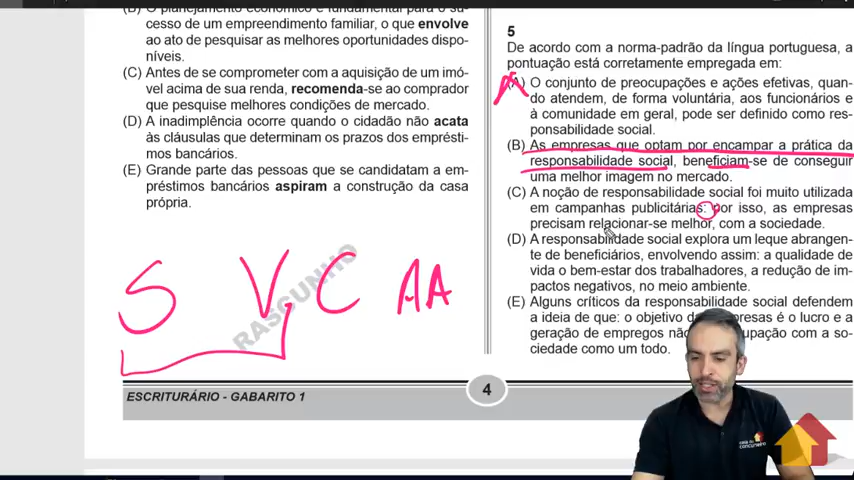 (B) O planejamento econômico é fundamental para o su-
cesso de um empreendimento familiar, o que envolve
ao ato de pesquisar as melhores oportunidades dispo-
níveis.
(C) Antes de se comprometer com a aquisição de um imó-
vel acima de sua renda, recomenda-se ao comprador
que pesquise melhores condições de mercado.
(D) A inadimplência ocorre quando o cidadão não acata
às cláusulas que determinam os prazos dos emprésti-
mos bancários.
(E) Grande parte das pessoas que se candidatam a em-
préstimos bancários aspiram a construção da casa
própria.
S V, C AA
RASCUNHO
5
De acordo com a norma-padrão da língua portuguesa, a
pontuação está corretamente empregada em:
(A) O conjunto de preocupações e ações efetivas, quan-
do atendem, de forma voluntária, aos funcionários e
à comunidade em geral, pode ser definido como res-
ponsabilidade social.
(B) As empresas que optam por encampar a prática da
responsabilidade social, beneficiam-se de conseguir
uma melhor imagem no mercado.
(C) A noção de responsabilidade social foi muito utilizada
em campanhas publicitárias: por isso, as empresas
precisam relacionar-se melhor, com a sociedade.
(D) A responsabilidade social explora um leque abrangen-
te de beneficiários, envolvendo assim: a qualidade de
vida o bem-estar dos trabalhadores, a redução de im-
pactos negativos, no meio ambiente.
(E) Alguns críticos da responsabilidade social defendem
a ideia de que: o objetivo das empresas é o lucro e a
geração de empregos não
sociedade como um todo.
ESCRITURÁRIO - GABARITO 1
4